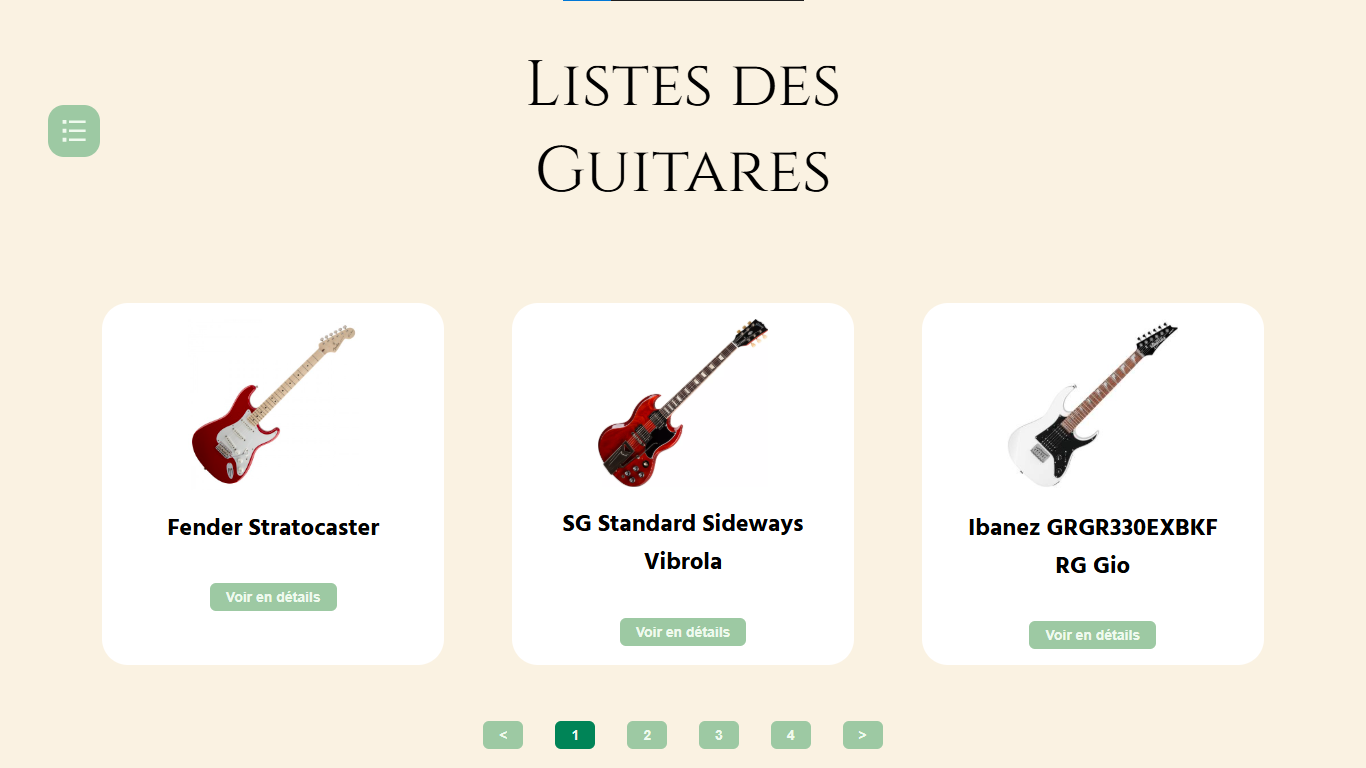 Listes des
Guitares
Fender Stratocaster
SG Standard Sideways
Vibrola
Ibanez GRGR330EXBKF
RG Gio
Voir en détails
Voir en détails
Voir en détails
< 1 2 3 4 >